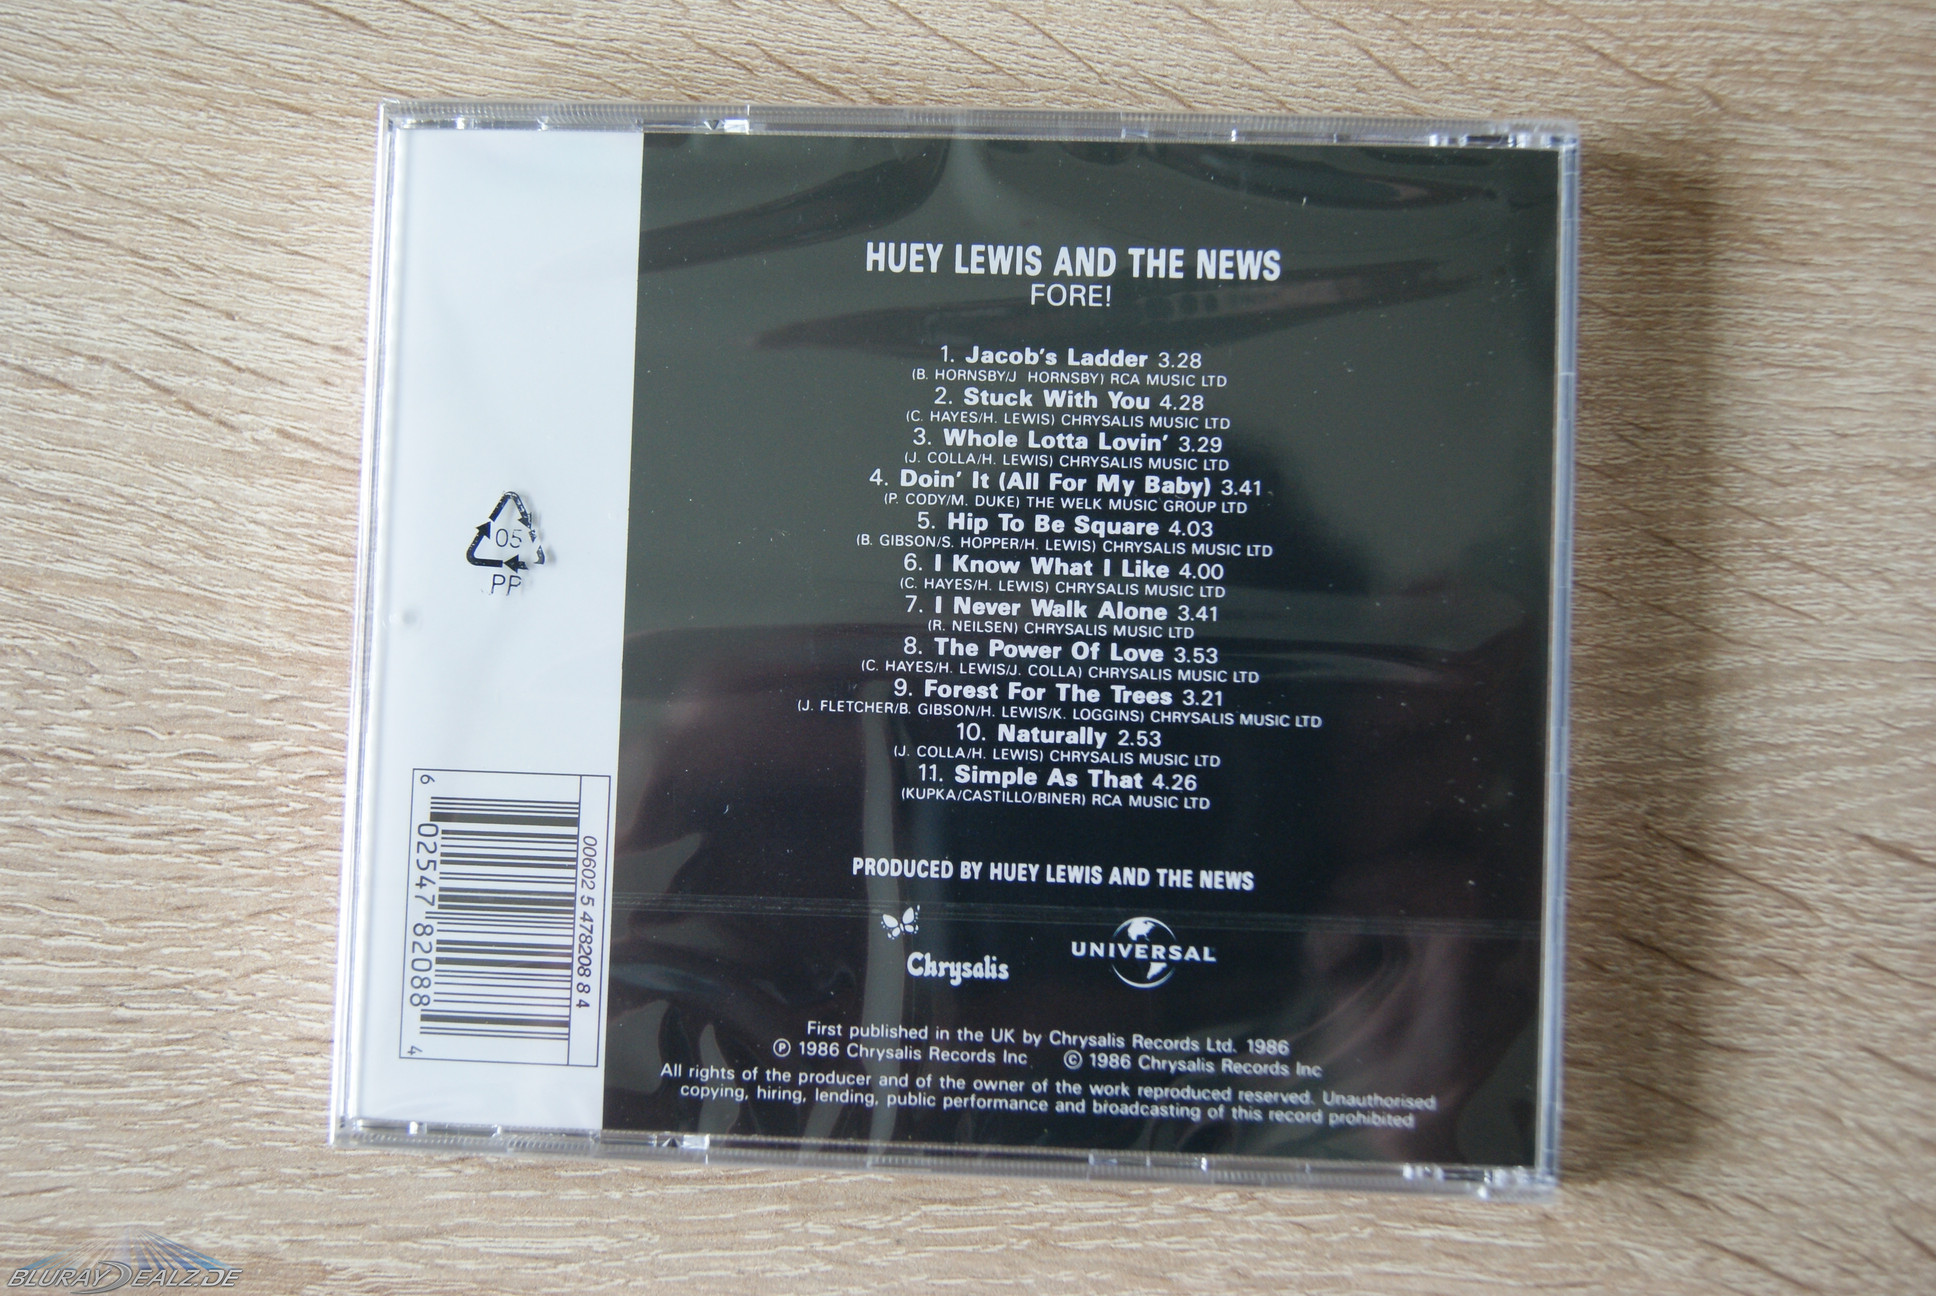 HUEY LEWIS AND THE NEWS
FORE!
1. Jacob's Ladder 3.28
(B. HORNSBY/J HORNSBY) RCA MUSIC LTD
2. Stuck With You 4.28
(C. HAYES/H. LEWIS) CHRYSALIS MUSIC LTD
3. Whole Lotta Lovin' 3.29
(J. COLLA/H. LEWIS) CHRYSALIS MUSIC LTD
4. Doin' It (All For My Baby) 3.41
(P. CODY/M. DUKE) THE WELK MUSIC GROUP LTD
5. Hip To Be Square 4.03
(B. GIBSON/S. HOPPER/H. LEWIS) CHRYSALIS MUSIC LTD
6. I Know What I Like 4.00
(C. HAYES/H. LEWIS) CHRYSALIS MUSIC LTD
7. I Never Walk Alone 3.41
(R. NEILSEN) CHRYSALIS MUSIC LTD
8. The Power Of Love 3.53
(C. HAYES/H. LEWIS/J. COLLA) CHRYSALIS MUSIC LTD
9. Forest For The Trees 3.21
(J. FLETCHER/B. GIBSON/H. LEWIS/K. LOGGINS) CHRYSALIS MUSIC LTD
10. Naturally 2.53
(J. COLLA/H. LEWIS) CHRYSALIS MUSIC LTD
11. Simple As That 4.26
(KUPKA/CASTILLO/BINER) RCA MUSIC LTD
PRODUCED BY HUEY LEWIS AND THE NEWS
Chrysalis
UNIVERSAL
First published in the UK by Chrysalis Records Ltd. 1986
Ⓟ 1986 Chrysalis Records Inc © 1986 Chrysalis Records Inc
All rights of the producer and of the owner of the work reproduced reserved. Unauthorised
copying, hiring, lending, public performance and broadcasting of this record prohibited
05
PP
00602 5 478208 8 4
6 02547 82088 4
BLURAYDEALZ.DE